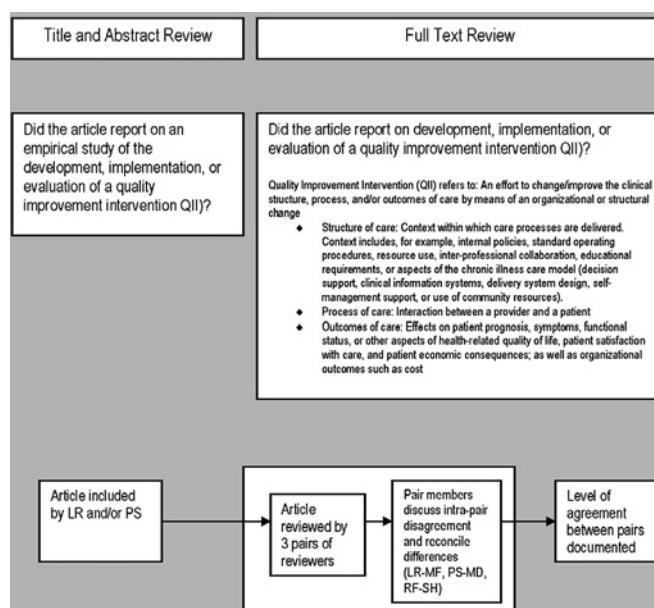 Title and Abstract Review
Full Text Review
Did the article report on an
empirical study of the
development, implementation, or
evaluation of a quality
improvement intervention QII)?
Did the article report on development, implementation, or
evaluation of a quality improvement intervention QII)?
Quality Improvement Intervention (QII) refers to: An effort to change/improve the clinical
structure, process, and/or outcomes of care by means of an organizational or structural
change
◆ Structure of care: Context within which care processes are delivered.
Context includes, for example, internal policies, standard operating
procedures, resource use, inter-professional collaboration, educational
requirements, or aspects of the chronic illness care model (decision
support, clinical information systems, delivery system design, self-
management support, or use of community resources).
◆ Process of care: Interaction between a provider and a patient
◆ Outcomes of care: Effects on patient prognosis, symptoms, functional
status, or other aspects of health-related quality of life, patient satisfaction
with care, and patient economic consequences; as well as organizational
outcomes such as cost
Article included
by LR and/or PS
Article
reviewed by
3 pairs of
reviewers
Pair members
discuss intra-pair
disagreement
and reconcile
differences
(LR-MF, PS-MD,
RF-SH)
Level of
agreement
between pairs
documented